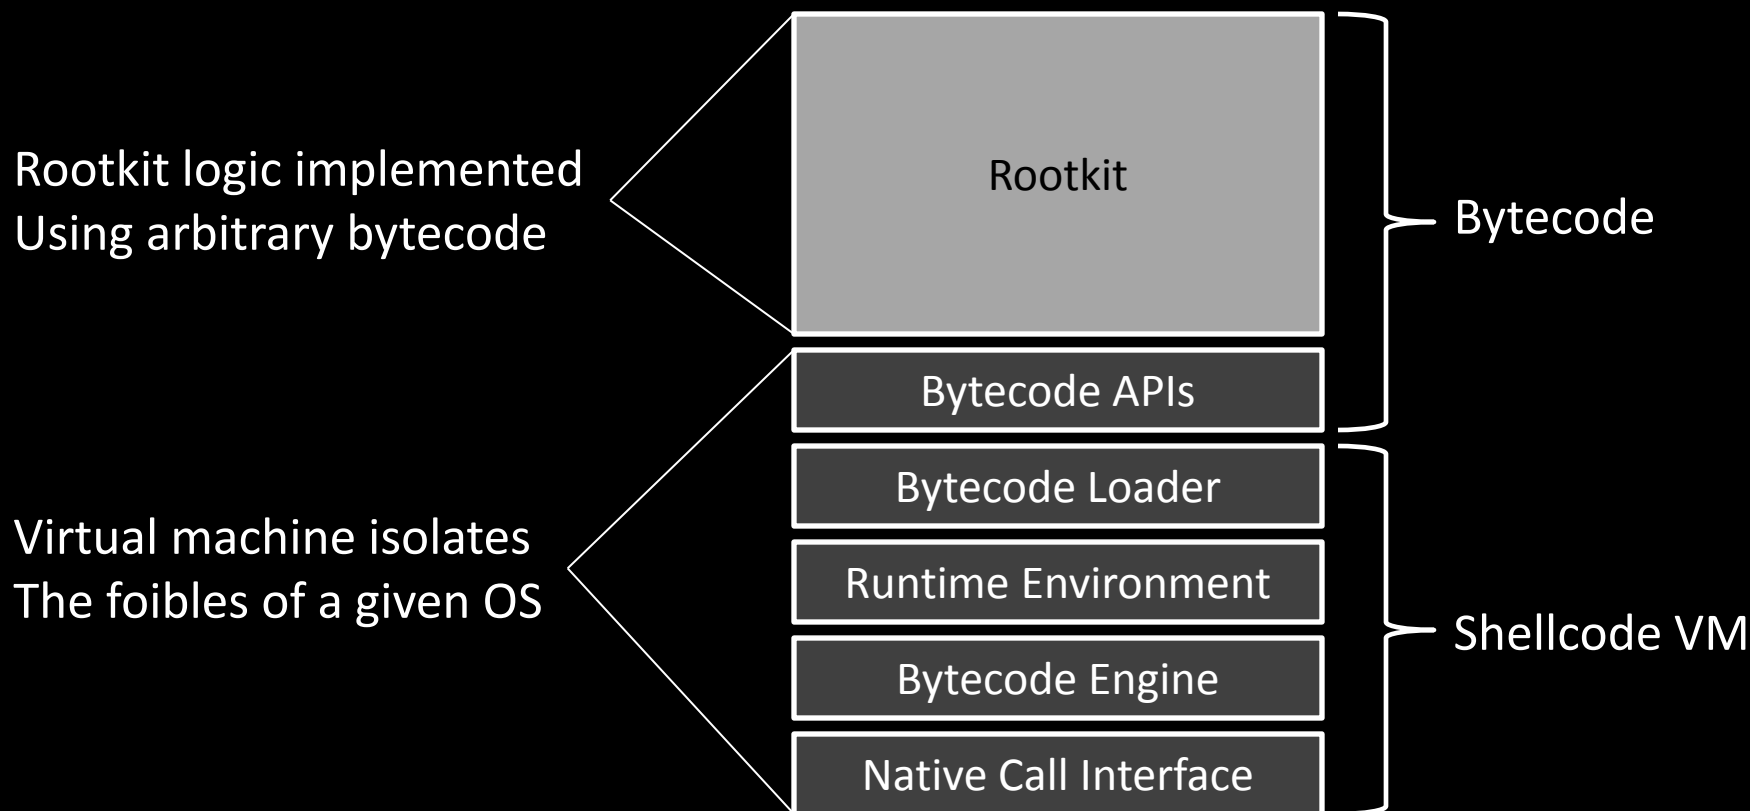 Rootkit logic implemented
Using arbitrary bytecode
Rootkit
Bytecode
Bytecode APIs
Virtual machine isolates
The foibles of a given OS
Bytecode Loader
Runtime Environment
Bytecode Engine
Native Call Interface
Shellcode VM